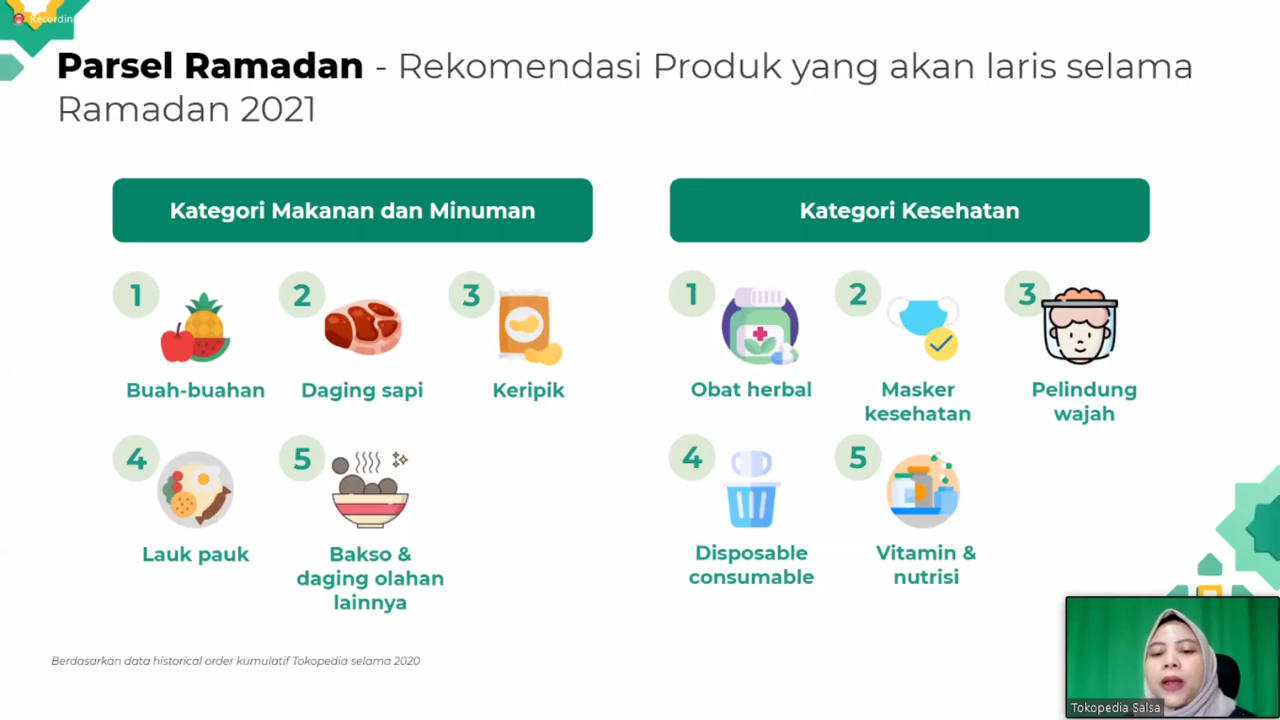 Recording
Parsel Ramadan - Rekomendasi Produk yang akan laris selama
Ramadan 2021
Kategori Makanan dan Minuman
1
Buah-buahan
2
Daging sapi
3
Keripik
4
Lauk pauk
5
Bakso &
daging olahan
lainnya
Kategori Kesehatan
1
Obat herbal
2
Masker
kesehatan
3
Pelindung
wajah
4
Disposable
consumable
5
Vitamin &
nutrisi
Berdasarkan data historical order kumulatif Tokopedia selama 2020
Tokopedia Salsa